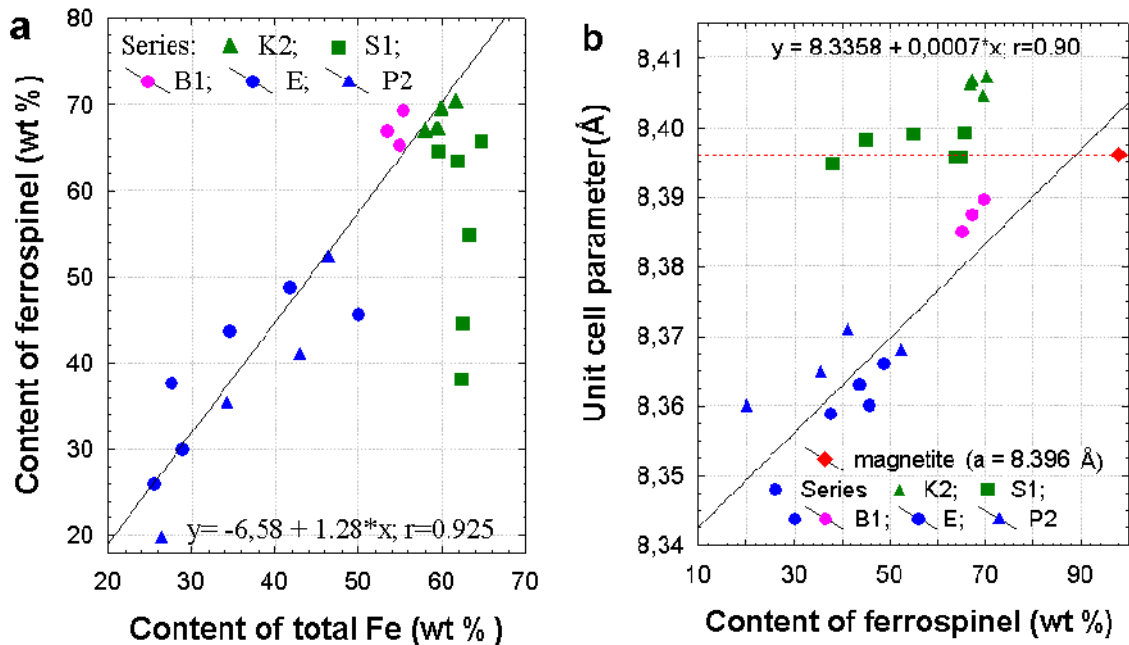 a
80
70
60
50
40
30
20
Content of ferrospinel (wt %)
Series: K2; S1;
B1; E; P2
y= -6,58 + 1.28*x; r=0.925
20 30 40 50 60 70
Content of total Fe (wt %)
b
8,41
8,40
8,39
8,38
8,37
8,36
8,35
8,34
Unit cell parameter (Å)
y = 8.3358 + 0,0007*x; r=0.90
magnetite (a = 8.396 Å)
Series K2; S1;
B1; E; P2
10 30 50 70 90
Content of ferrospinel (wt %)